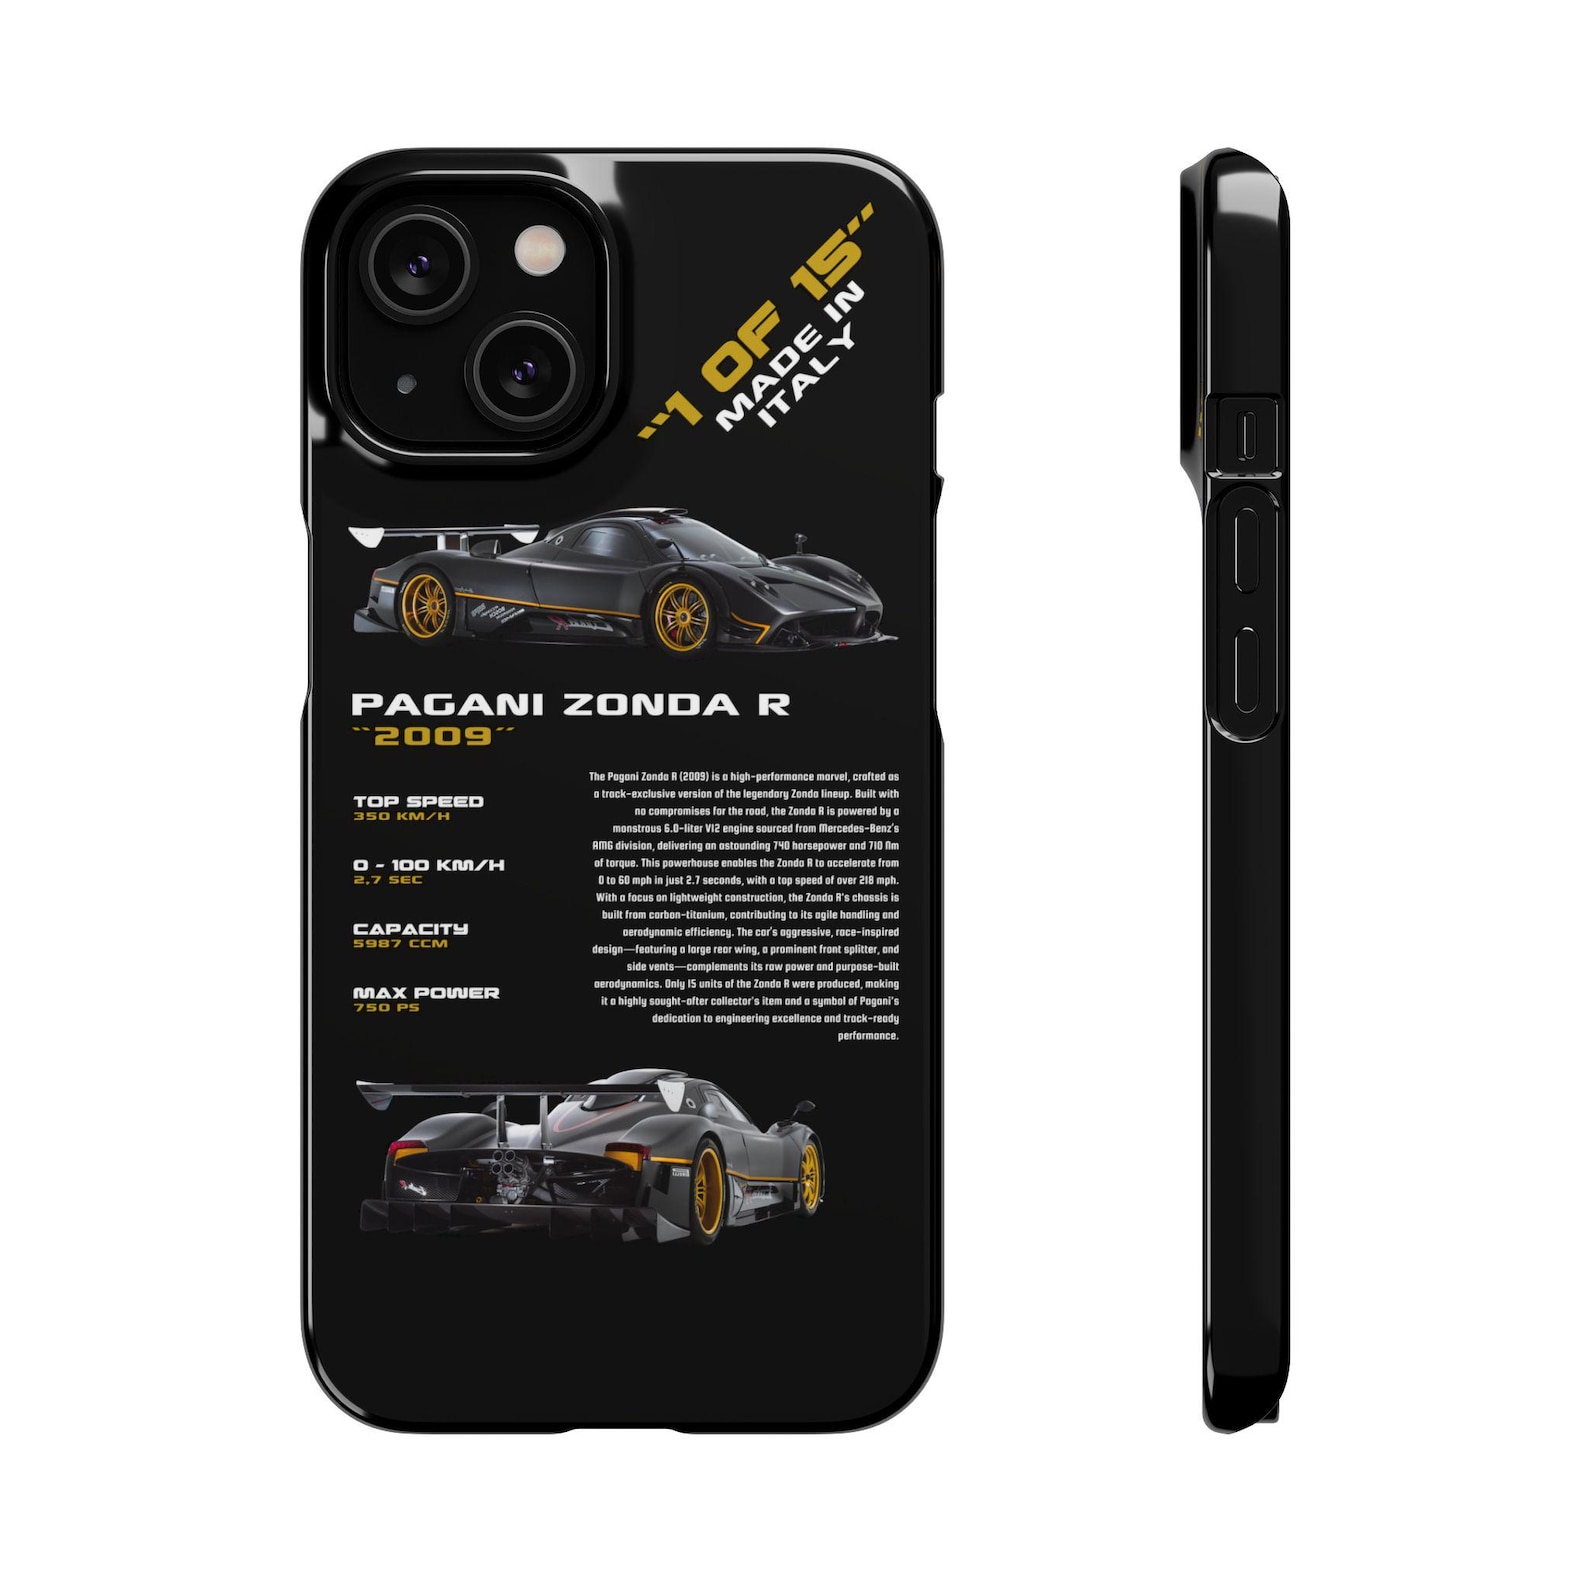 "1 OF 15"
MADE IN
ITALY
PAGANI ZONDA R
"2009"
TOP SPEED
350 KM/H
0 - 100 KM/H
2,7 SEC
CAPACITY
5987 CCM
MAX POWER
750 PS
The Pagani Zonda R (2009) is a high-performance marvel, crafted as
a track-exclusive version of the legendary Zonda lineup. Built with
no compromises for the road, the Zonda R is powered by a
monstrous 6.0-liter V12 engine sourced from Mercedes-Benz's
AMG division, delivering an astounding 740 horsepower and 710 Nm
of torque. This powerhouse enables the Zonda R to accelerate from
0 to 60 mph in just 2.7 seconds, with a top speed of over 218 mph.
With a focus on lightweight construction, the Zonda R's chassis is
built from carbon-titanium, contributing to its agile handling and
aerodynamic efficiency. The car's aggressive, race-inspired
design—featuring a large rear wing, a prominent front splitter, and
side vents—complements its raw power and purpose-built
aerodynamics. Only 15 units of the Zonda R were produced, making
it a highly sought-after collector's item and a symbol of Pagani's
dedication to engineering excellence and track-ready
performance.